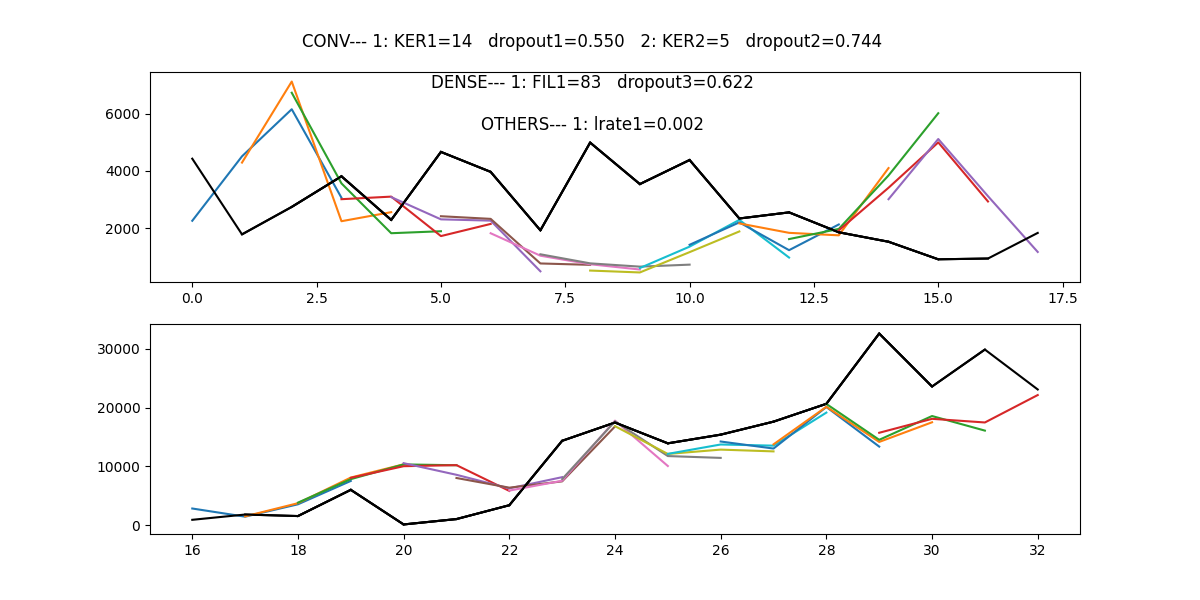 CONV--- 1: KER1=14   dropout1=0.550   2: KER2=5   dropout2=0.744
DENSE--- 1: FIL1=83   dropout3=0.622
OTHERS--- 1: lrate1=0.002
6000
4000
2000
0.0 2.5 5.0 7.5 10.0 12.5 15.0 17.5
30000
20000
10000
0
16 18 20 22 24 26 28 30 32